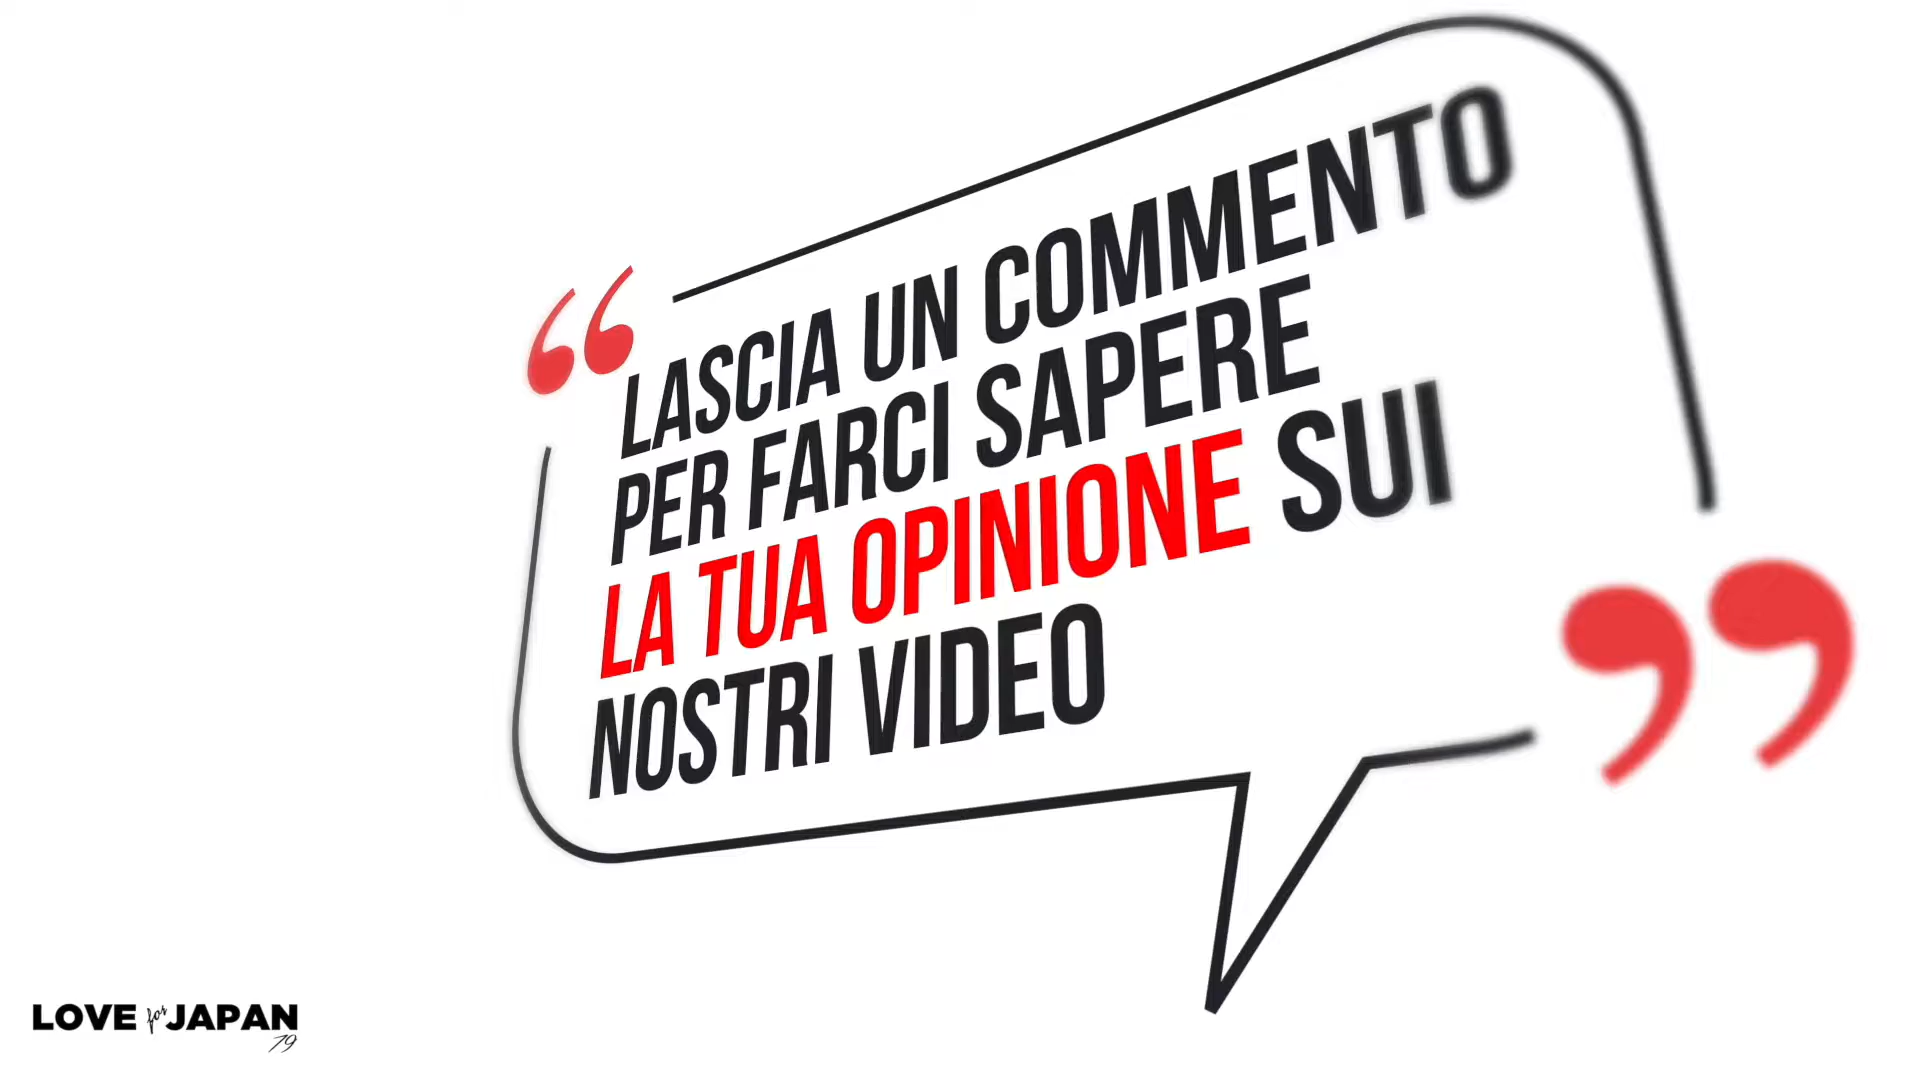 LASCIA UN COMMENTO
PER FARCI SAPERE
LA TUA OPINIONE SUI
NOSTRI VIDEO
LOVE for JAPAN
79